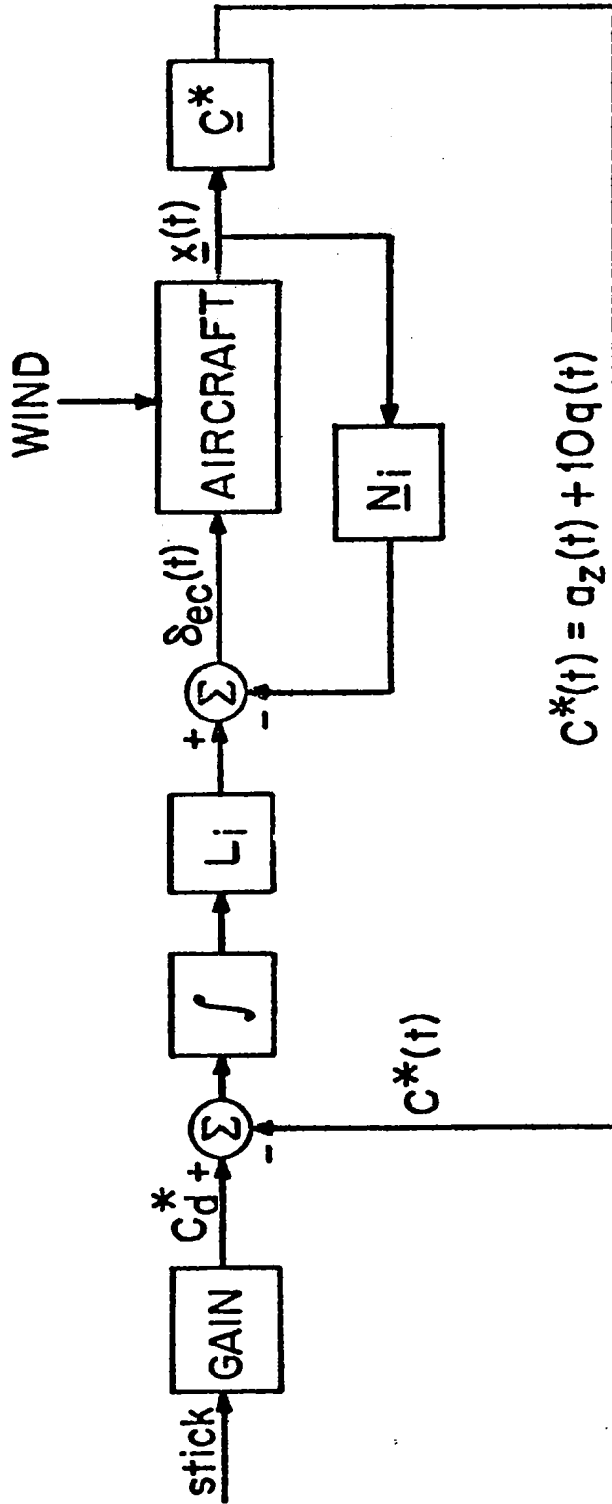 stick
GAIN
C*d +
Σ
-
∫
Li
+
Σ
-
δec(t)
WIND
AIRCRAFT
x(t)
C*
Ni
C*(t)
C*(t) = az(t) + 10q(t)